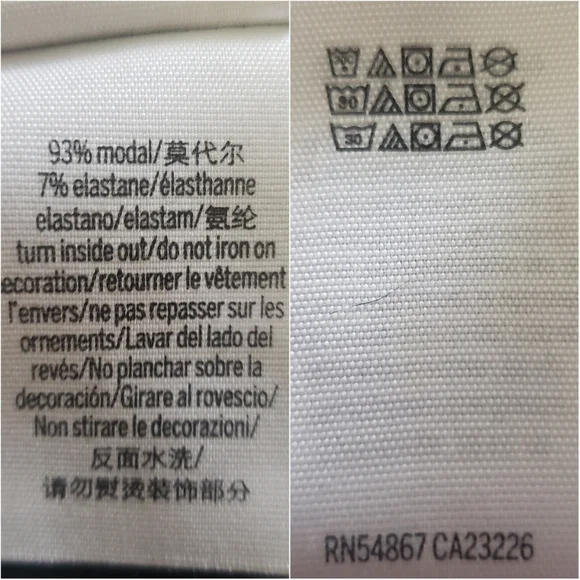 93% modal/莫代尔
7% elastane/élasthanne
elastano/elastam/氨纶
turn inside out/do not iron on
ecoration/retourner le vêtement
l'envers/ne pas repasser sur les
ornements/Lavar del lado del
revés/No planchar sobre la
decoración/Girare al rovescio/
Non stirare le decorazioni/
反面水洗/
请勿熨烫装饰部分
30
30
RN54867 CA23226